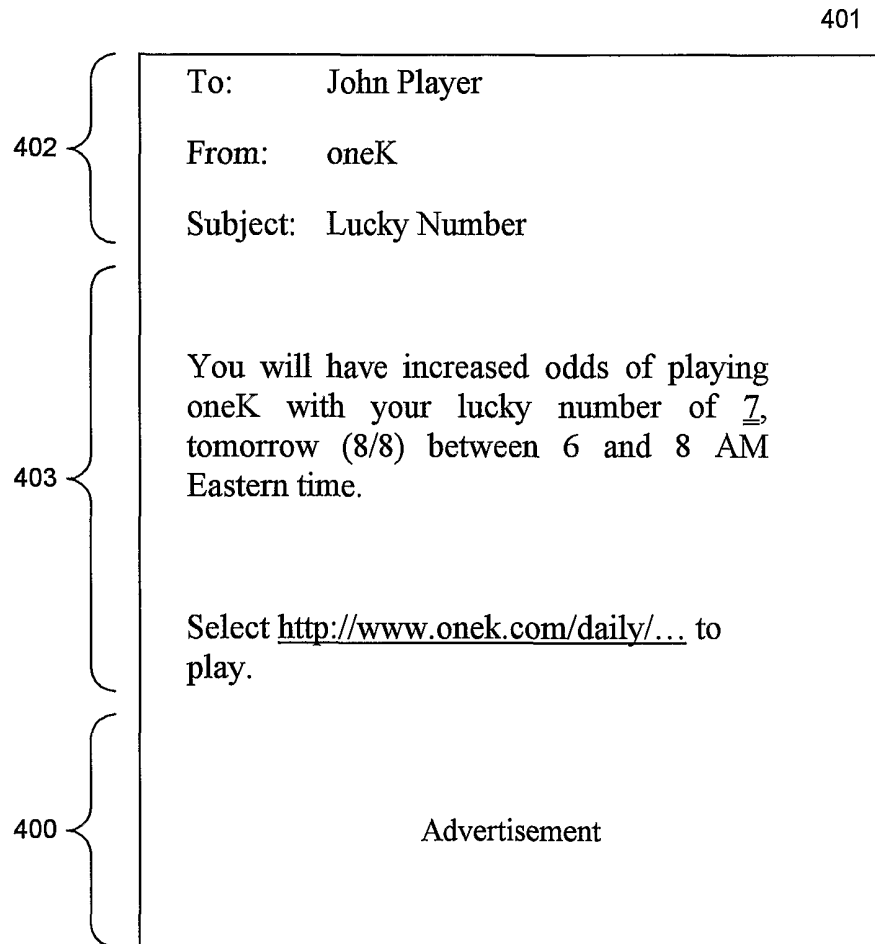 401
402
To: John Player
From: oneK
Subject: Lucky Number
403
You will have increased odds of playing
oneK with your lucky number of 7,
tomorrow (8/8) between 6 and 8 AM
Eastern time.
Select http://www.onek.com/daily/... to
play.
400
Advertisement